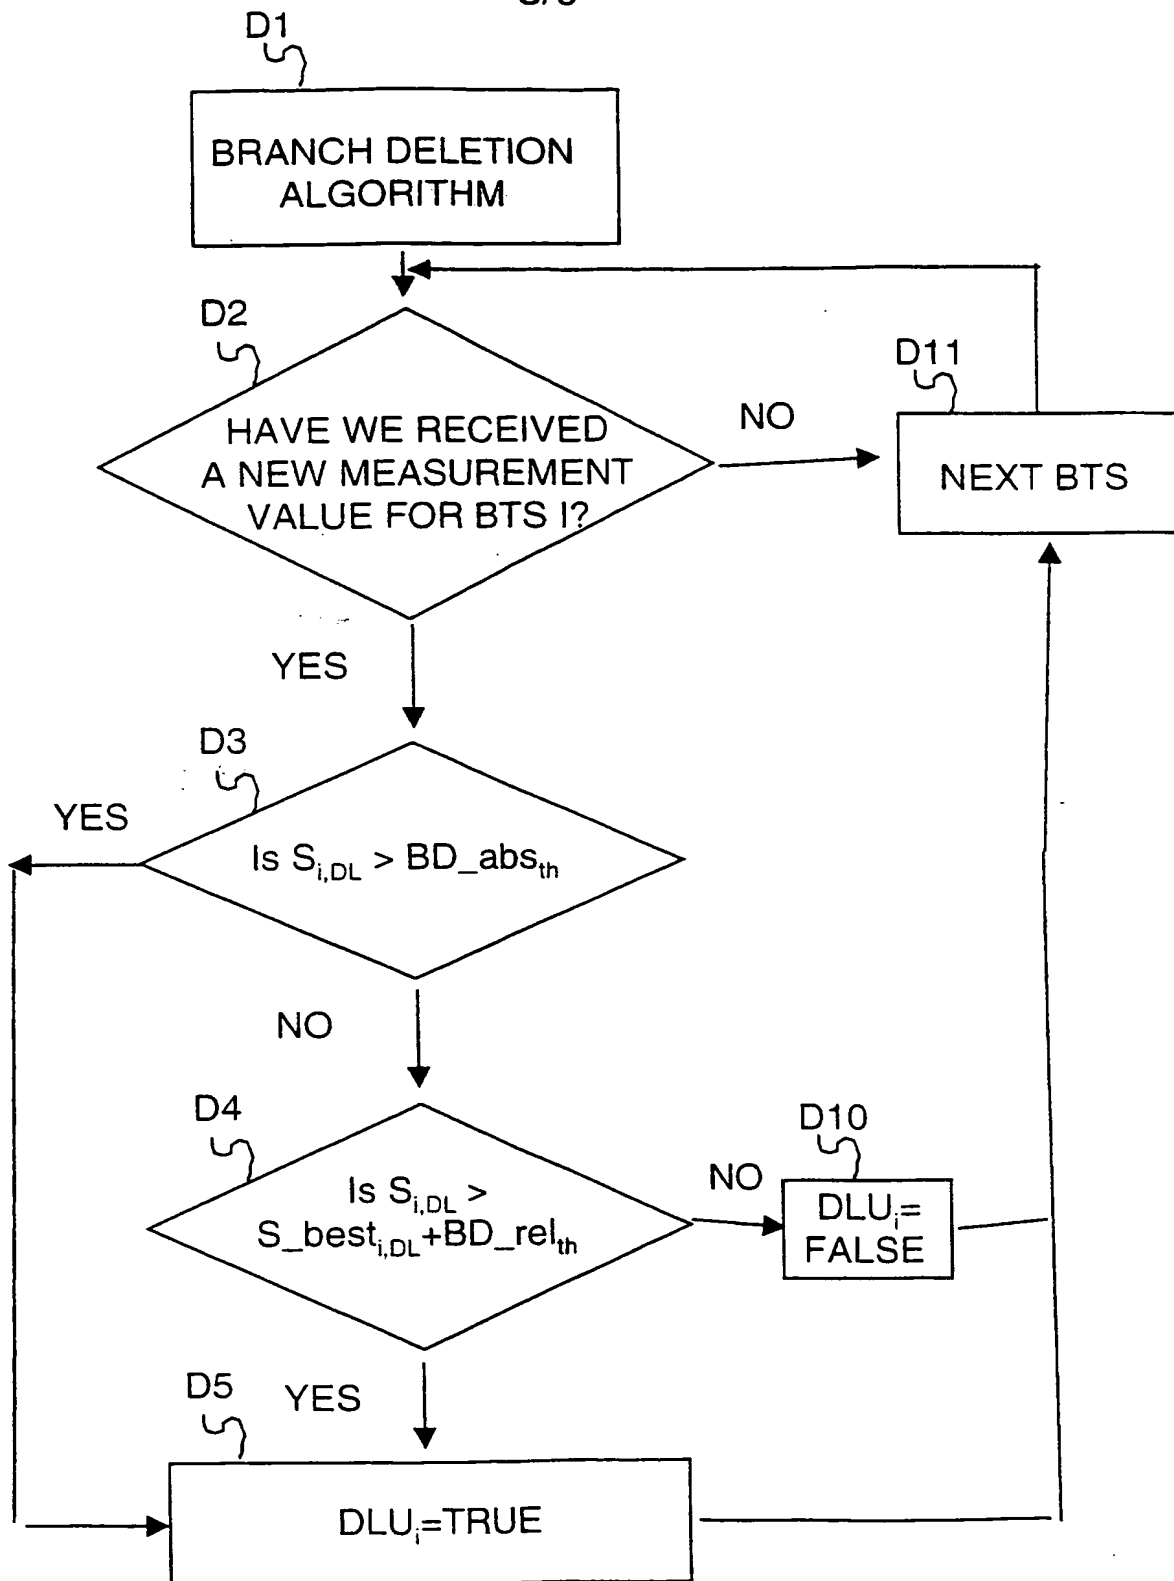 D1
BRANCH DELETION
ALGORITHM
D2
HAVE WE RECEIVED
A NEW MEASUREMENT
VALUE FOR BTS I?
NO
D11
NEXT BTS
YES
D3
YES
Is S_{i,DL} > BD_abs_{th}
NO
D4
Is S_{i,DL} >
S_best_{i,DL}+BD_rel_{th}
NO
D10
DLU_{i}=
FALSE
D5
YES
DLU_{i}=TRUE